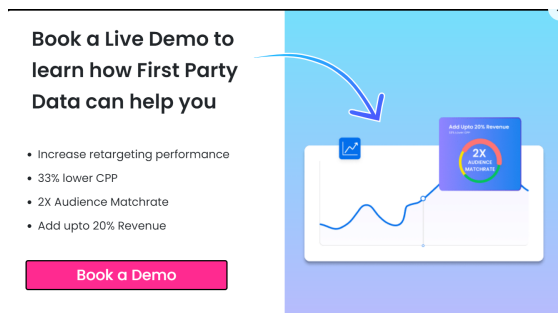 Book a Live Demo to
learn how First Party
Data can help you
Increase retargeting performance
33% lower CPP
2X Audience Matchrate
Add upto 20% Revenue
Book a Demo
Add Upto 20% Revenue
2X
AUDIENCE
MATCHRATE